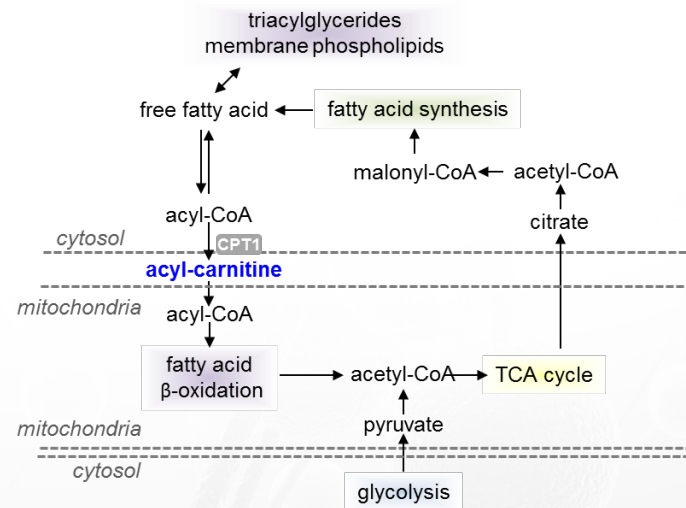 triacylglycerides
membrane phospholipids
free fatty acid
fatty acid synthesis
malonyl-CoA
acetyl-CoA
acyl-CoA
citrate
cytosol
CPT1
acyl-carnitine
mitochondria
acyl-CoA
fatty acid
β-oxidation
acetyl-CoA
TCA cycle
mitochondria
pyruvate
cytosol
glycolysis